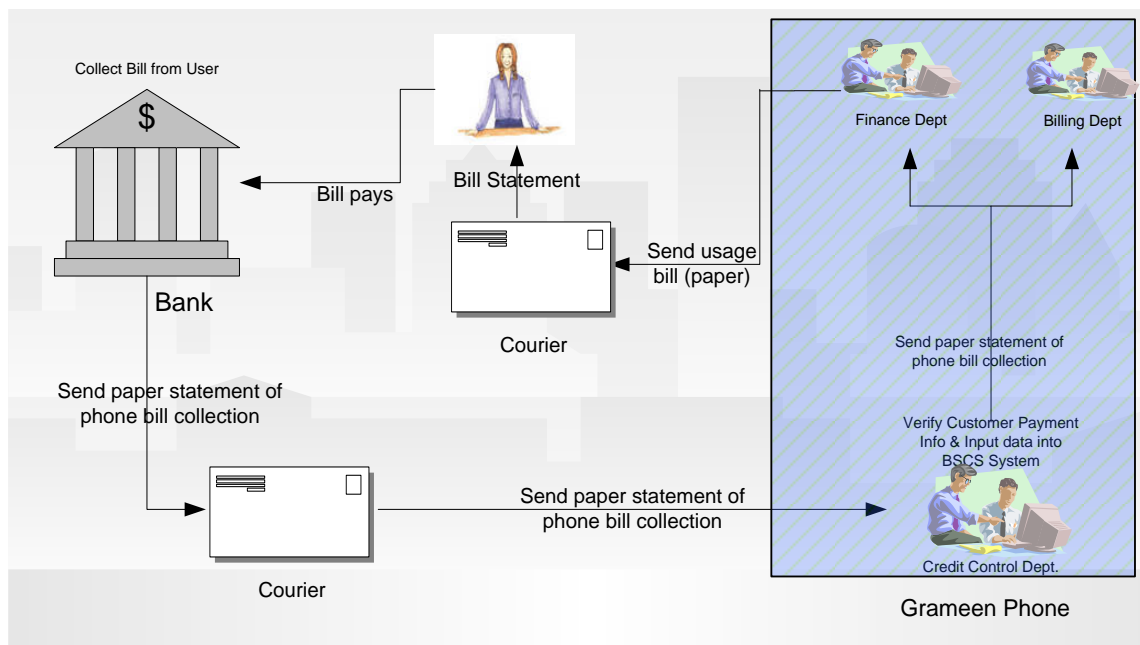 Collect Bill from User
$
Bank
Bill pays
Bill Statement
Courier
Send usage
bill (paper)
Finance Dept
Billing Dept
Send paper statement of
phone bill collection
Verify Customer Payment
Info & Input data into
BSCS System
Credit Control Dept.
Grameen Phone
Send paper statement of
phone bill collection
Courier
Send paper statement of
phone bill collection